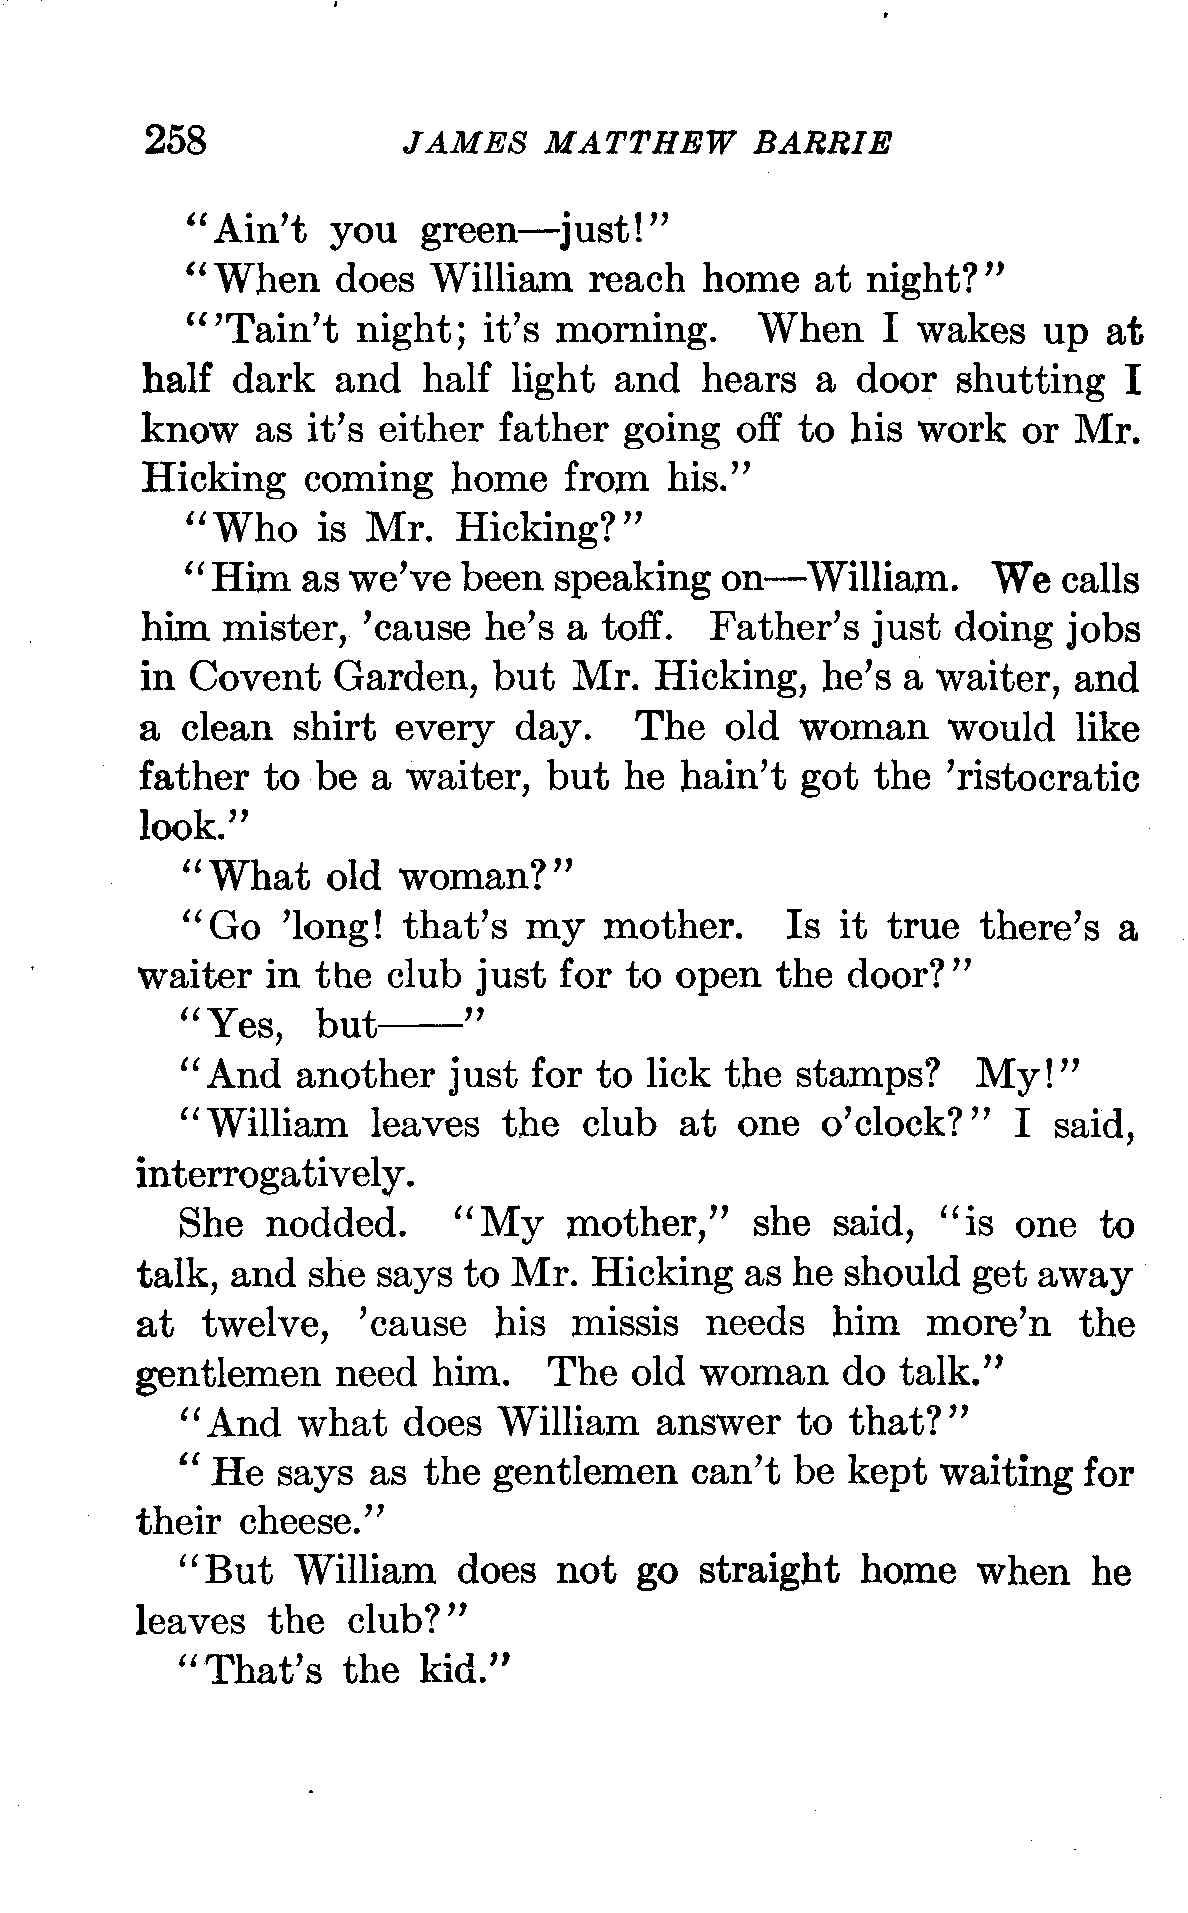 258 JAMES MATTHEW BARRIE
"Ain't you green—just!"
"When does William reach home at night?"
"'Tain't night; it's morning. When I wakes up at
half dark and half light and hears a door shutting I
know as it's either father going off to his work or Mr.
Hicking coming home from his."
"Who is Mr. Hicking?"
"Him as we've been speaking on—William. We calls
him mister, 'cause he's a toff. Father's just doing jobs
in Covent Garden, but Mr. Hicking, he's a waiter, and
a clean shirt every day. The old woman would like
father to be a waiter, but he hain't got the 'ristocratic
look."
"What old woman?"
"Go 'long! that's my mother. Is it true there's a
waiter in the club just for to open the door?"
"Yes, but——"
"And another just for to lick the stamps? My!"
"William leaves the club at one o'clock?" I said,
interrogatively.
She nodded. "My mother," she said, "is one to
talk, and she says to Mr. Hicking as he should get away
at twelve, 'cause his missis needs him more'n the
gentlemen need him. The old woman do talk."
"And what does William answer to that?"
"He says as the gentlemen can't be kept waiting for
their cheese."
"But William does not go straight home when he
leaves the club?"
"That's the kid."